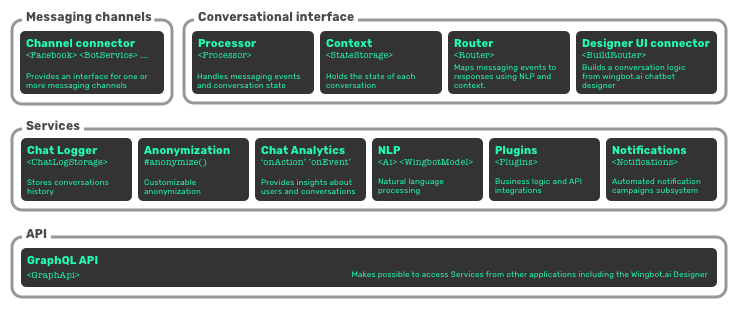 Messaging channels
Channel connector
<Facebook> <BotService> ...
Provides an interface for one or
more messaging channels
Conversational interface
Processor
<Processor>
Handles messaging events
and conversation state
Context
<StateStorage>
Holds the state of each
conversation
Router
<Router>
Maps messaging events to
responses using NLP and
context.
Designer UI connector
<BuildRouter>
Builds a conversation logic
from wingbot.ai chatbot
designer
Services
Chat Logger
<ChatLogStorage>
Stores conversations
history
Anonymization
#anonymize()
Customizable
anonymization
Chat Analytics
'onAction' 'onEvent'
Provides insights about
users and conversations
NLP
<Ai> <WingbotModel>
Natural language
processing
Plugins
<Plugins>
Business logic and API
integrations
Notifications
<Notifications>
Automated notification
campaigns subsystem
API
GraphQL API
<GraphApi>
Makes possible to access Services from other applications including the Wingbot.ai Designer